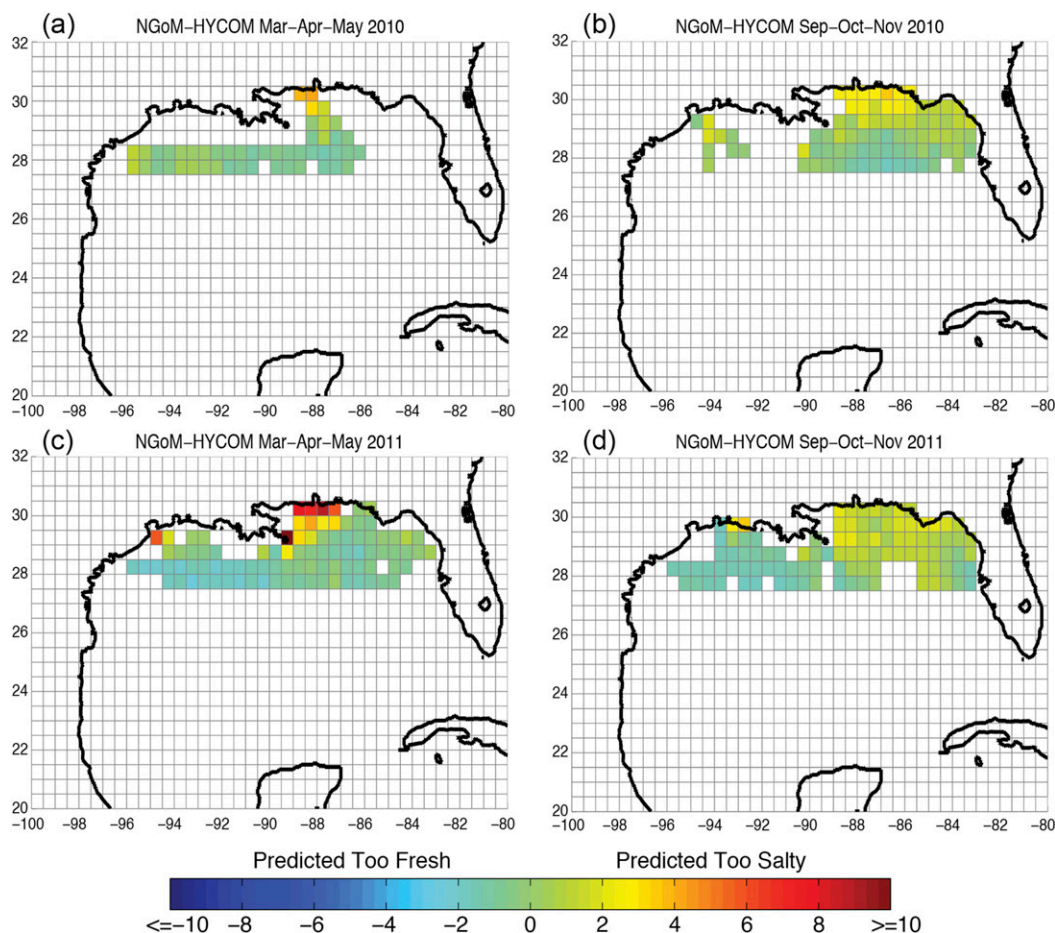 (a) NGoM-HYCOM Mar-Apr-May 2010
32
30
28
26
24
22
20
-100 -98 -96 -94 -92 -90 -88 -86 -84 -82 -80
(b) NGoM-HYCOM Sep-Oct-Nov 2010
32
30
28
26
24
22
20
-100 -98 -96 -94 -92 -90 -88 -86 -84 -82 -80
(c) NGoM-HYCOM Mar-Apr-May 2011
32
30
28
26
24
22
20
-100 -98 -96 -94 -92 -90 -88 -86 -84 -82 -80
(d) NGoM-HYCOM Sep-Oct-Nov 2011
32
30
28
26
24
22
20
-100 -98 -96 -94 -92 -90 -88 -86 -84 -82 -80
Predicted Too Fresh Predicted Too Salty
<=-10 -8 -6 -4 -2 0 2 4 6 8 >=10